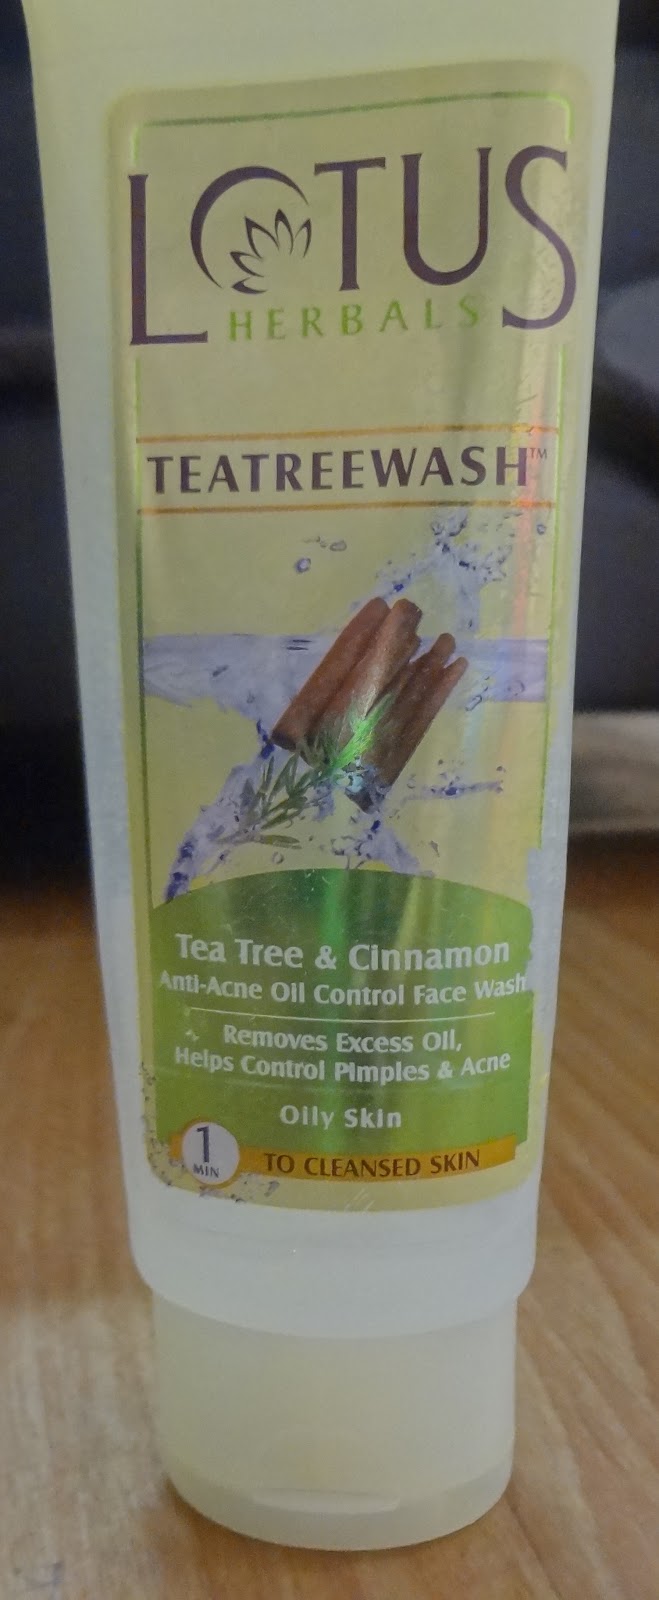 LOTUS
HERBALS
TEATREEWASH™
Tea Tree & Cinnamon
Anti-Acne Oil Control Face Wash
Removes Excess Oil,
Helps Control Pimples & Acne
Oily Skin
1
MIN
TO CLEANSED SKIN